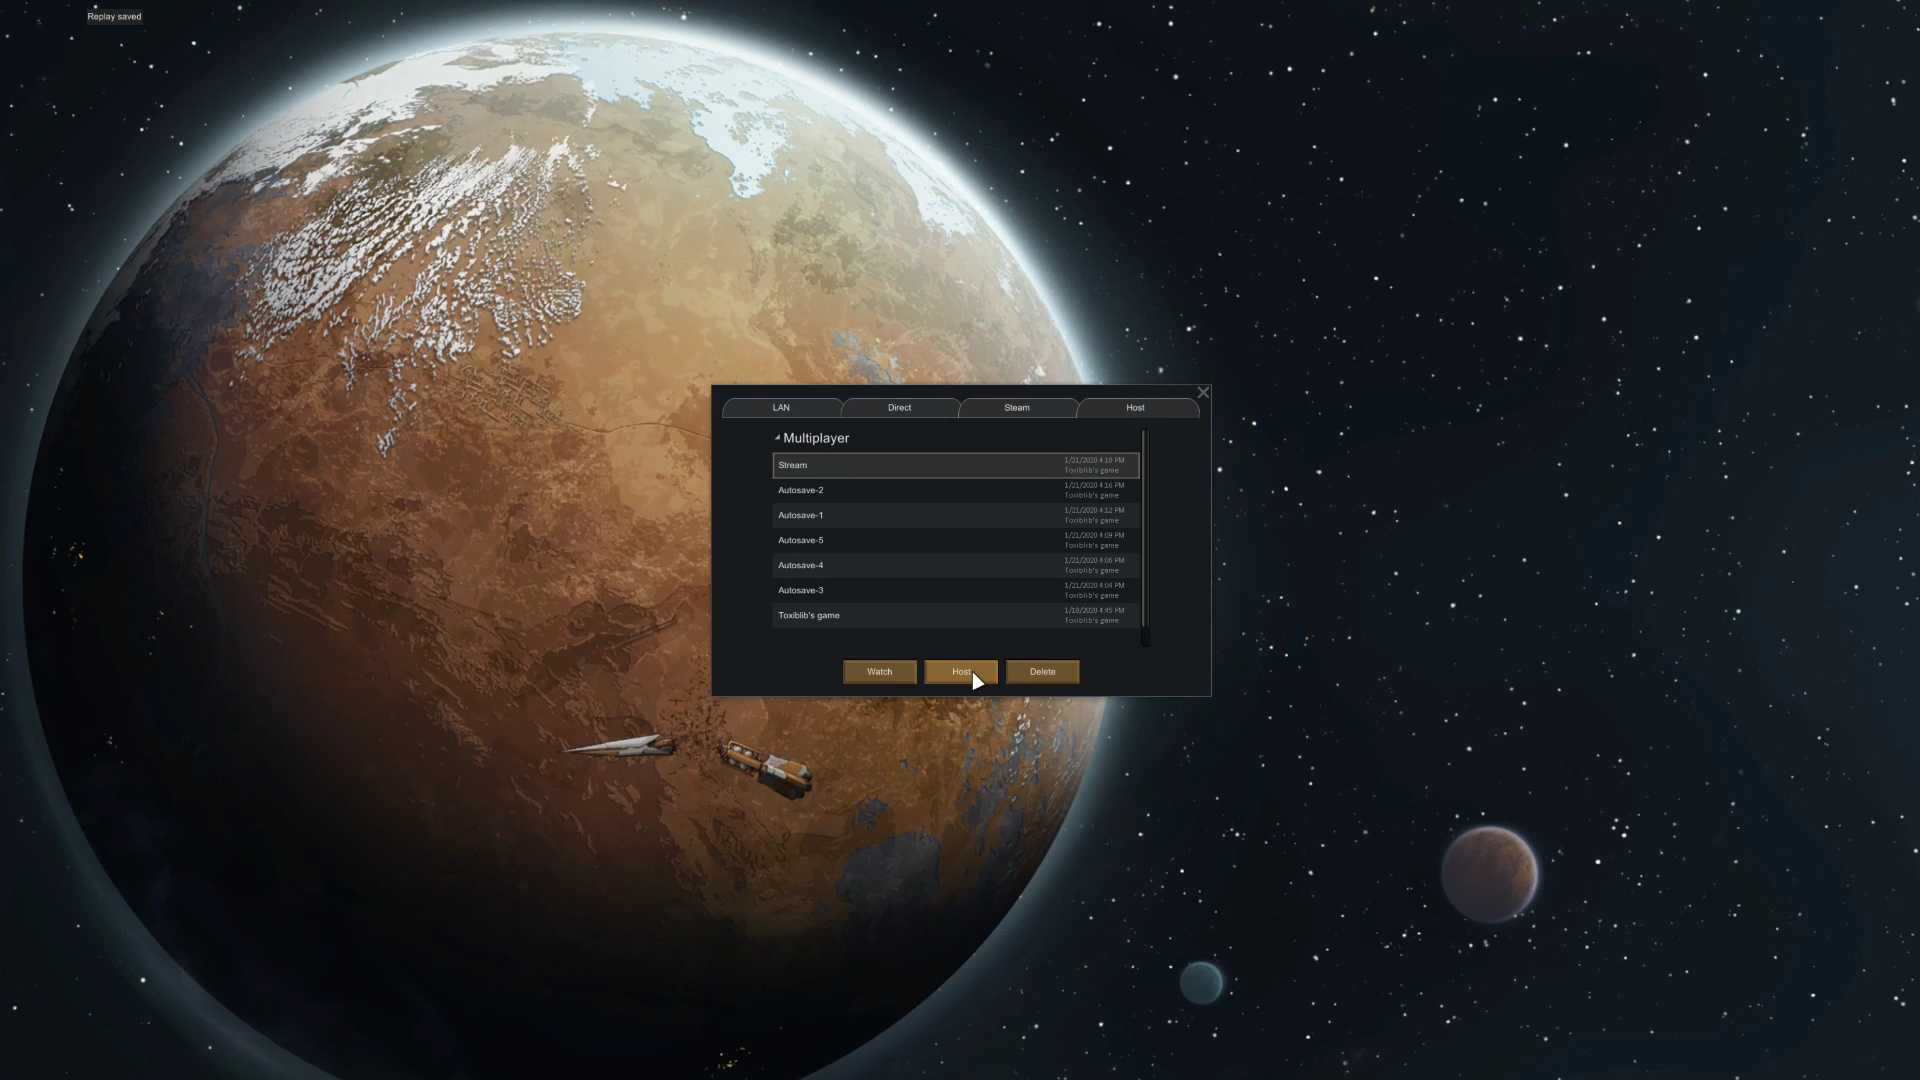 Replay saved
LAN
Direct
Steam
Host
Multiplayer
Stream
1/21/2020 4:18 PM
Toxiblib's game
Autosave-2
1/21/2020 4:16 PM
Toxiblib's game
Autosave-1
1/21/2020 4:12 PM
Toxiblib's game
Autosave-5
1/21/2020 4:09 PM
Toxiblib's game
Autosave-4
1/21/2020 4:06 PM
Toxiblib's game
Autosave-3
1/21/2020 4:04 PM
Toxiblib's game
Toxiblib's game
1/18/2020 4:45 PM
Toxiblib's game
Watch
Host
Delete